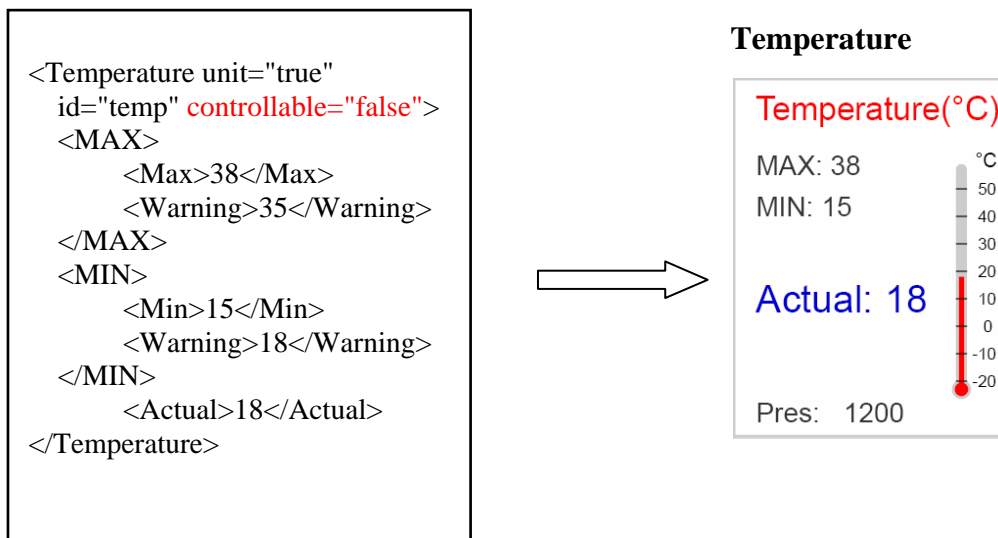 <Temperature unit="true"
id="temp" controllable="false">
<MAX>
<Max>38</Max>
<Warning>35</Warning>
</MAX>
<MIN>
<Min>15</Min>
<Warning>18</Warning>
</MIN>
<Actual>18</Actual>
</Temperature>
Temperature
Temperature(°C)
MAX: 38
MIN: 15
Actual: 18
Pres: 1200
°C
50
40
30
20
10
0
-10
-20